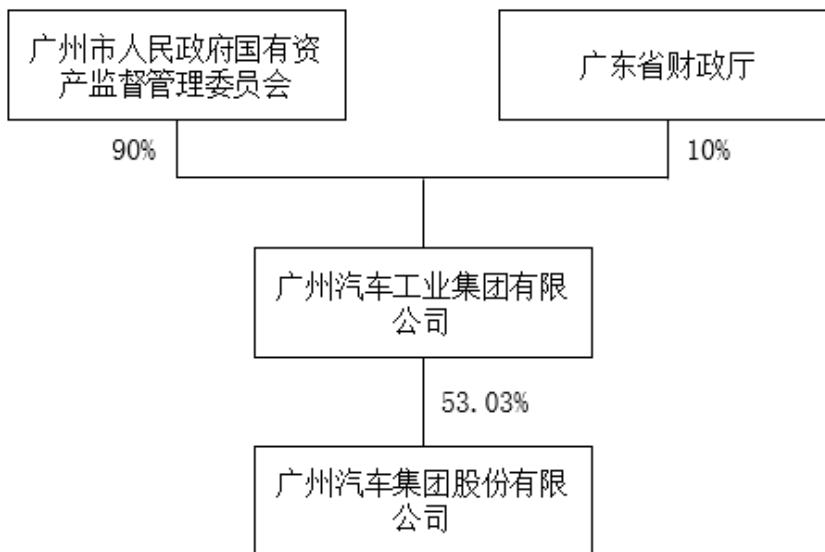 广州市人民政府国有资
产监督管理委员会
广东省财政厅
90%
10%
广州汽车工业集团有限
公司
53.03%
广州汽车集团股份有限
公司